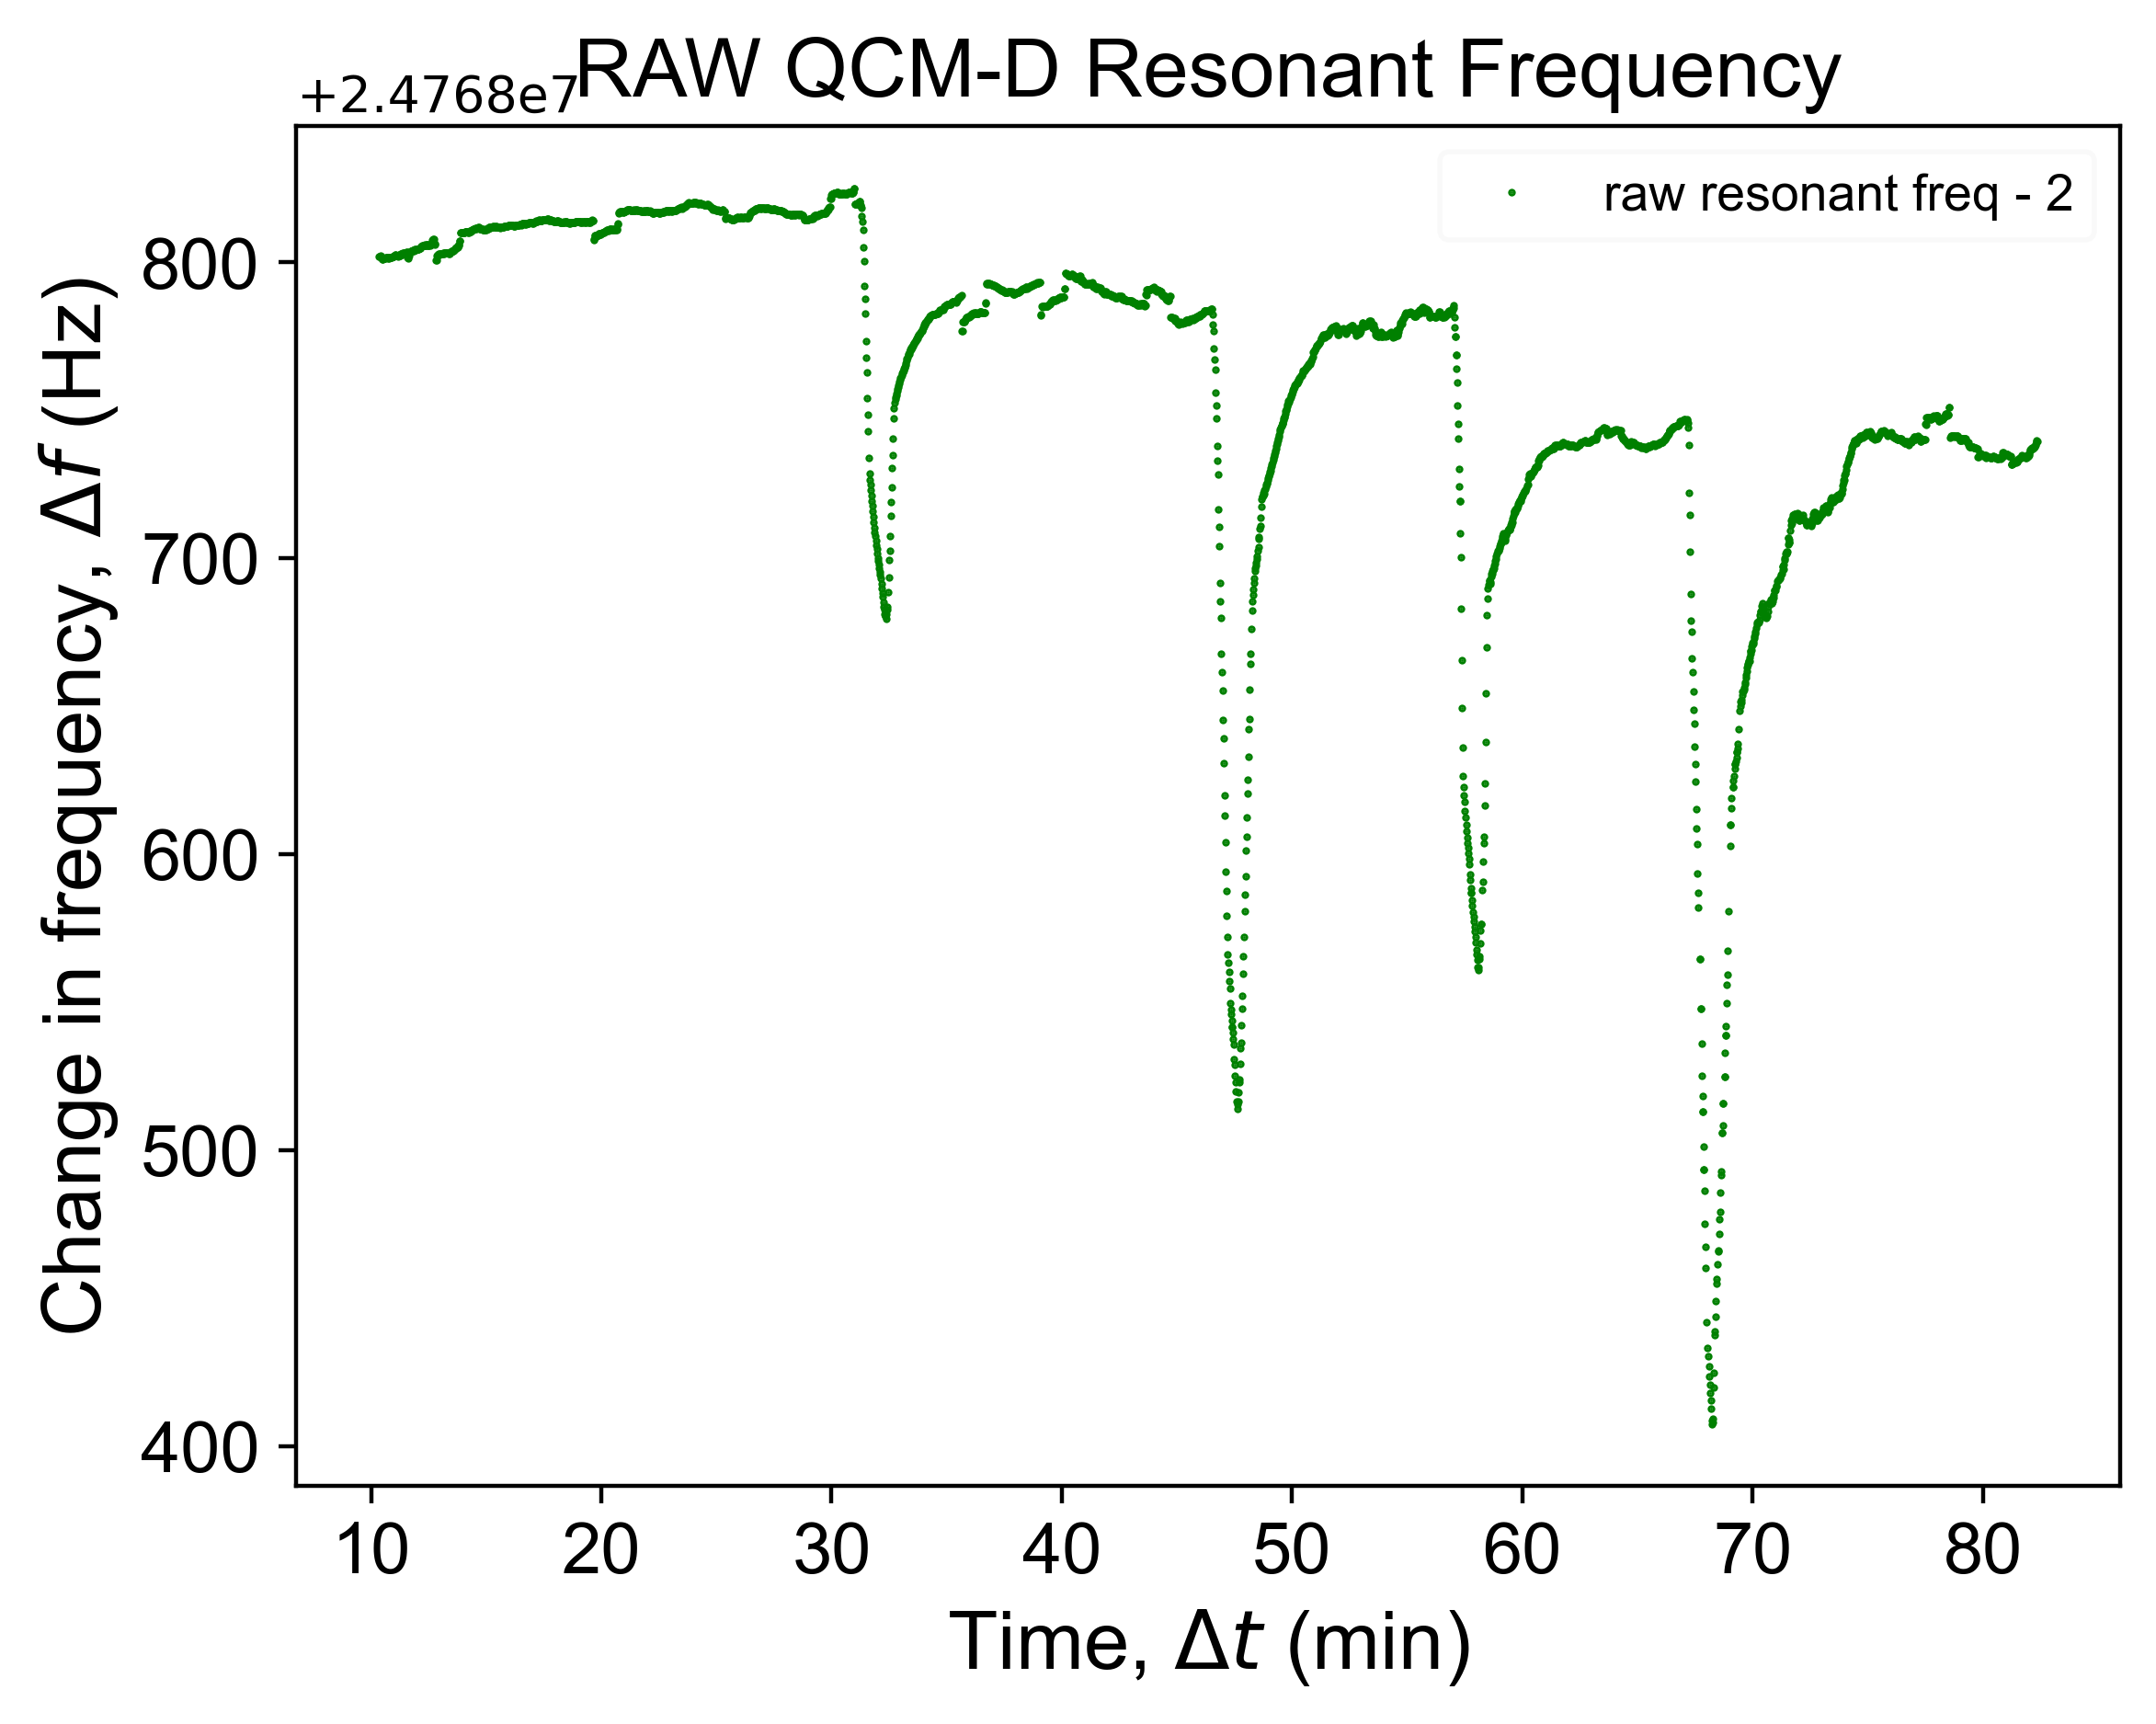 RAW QCM-D Resonant Frequency
+2.4768e7
raw resonant freq - 2
Change in frequency, Δf (Hz)
800
700
600
500
400
10 20 30 40 50 60 70 80
Time, Δt (min)